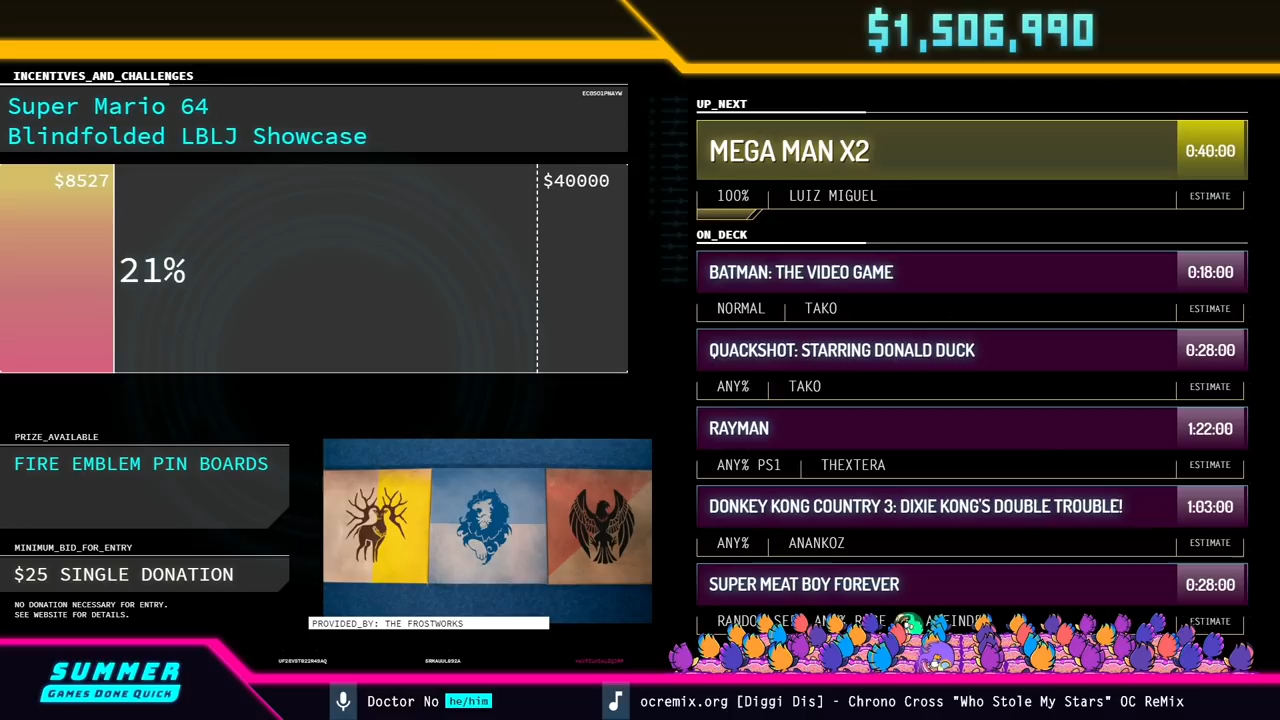 $1,506,990
INCENTIVES_AND_CHALLENGES
Super Mario 64
Blindfolded LBLJ Showcase
EC0SO1PNAYW
$8527
$40000
21%
UP_NEXT
MEGA MAN X2
0:40:00
100%
LUIZ MIGUEL
ESTIMATE
ON_DECK
BATMAN: THE VIDEO GAME
0:18:00
NORMAL
TAKO
ESTIMATE
QUACKSHOT: STARRING DONALD DUCK
0:28:00
ANY%
TAKO
ESTIMATE
RAYMAN
1:22:00
ANY% PS1
THEXTERA
ESTIMATE
DONKEY KONG COUNTRY 3: DIXIE KONG'S DOUBLE TROUBLE!
1:03:00
ANY%
ANANKOZ
ESTIMATE
SUPER MEAT BOY FOREVER
0:28:00
ESTIMATE
PRIZE_AVAILABLE
FIRE EMBLEM PIN BOARDS
MINIMUM_BID_FOR_ENTRY
$25 SINGLE DONATION
NO DONATION NECESSARY FOR ENTRY.
SEE WEBSITE FOR DETAILS.
PROVIDED_BY: THE FROSTWORKS
SUMMER
GAMES DONE QUICK
Doctor No he/him
ocremix.org [Diggi Dis] - Chrono Cross "Who Stole My Stars" OC ReMix